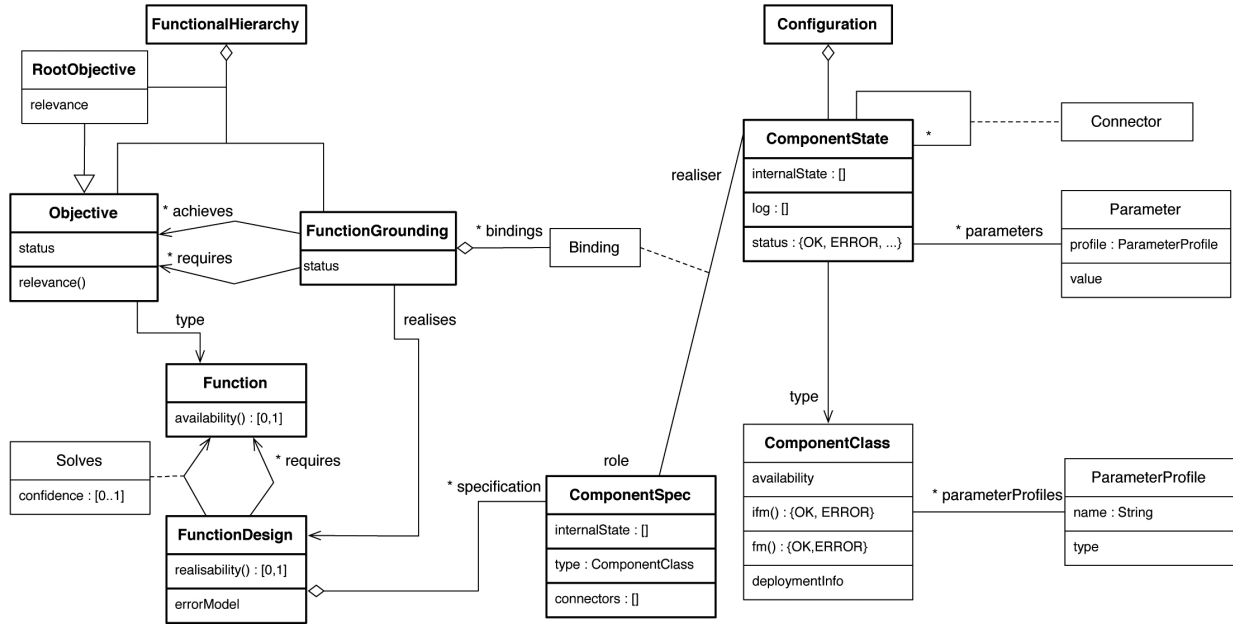 FunctionalHierarchy
Configuration
RootObjective
relevance
ComponentState
internalState : []
log : []
status : {OK, ERROR, ...}
*
Connector
realiser
Objective
status
relevance()
* achieves
* requires
FunctionGrounding
status
* bindings
Binding
* parameters
Parameter
profile : ParameterProfile
value
type
realises
Function
availability() : [0,1]
type
Solves
confidence : [0..1]
* requires
role
* specification
ComponentSpec
internalState : []
type : ComponentClass
connectors : []
ComponentClass
availability
ifm() : {OK, ERROR}
fm() : {OK,ERROR}
deploymentInfo
* parameterProfiles
ParameterProfile
name : String
type
FunctionDesign
realisability() : [0,1]
errorModel